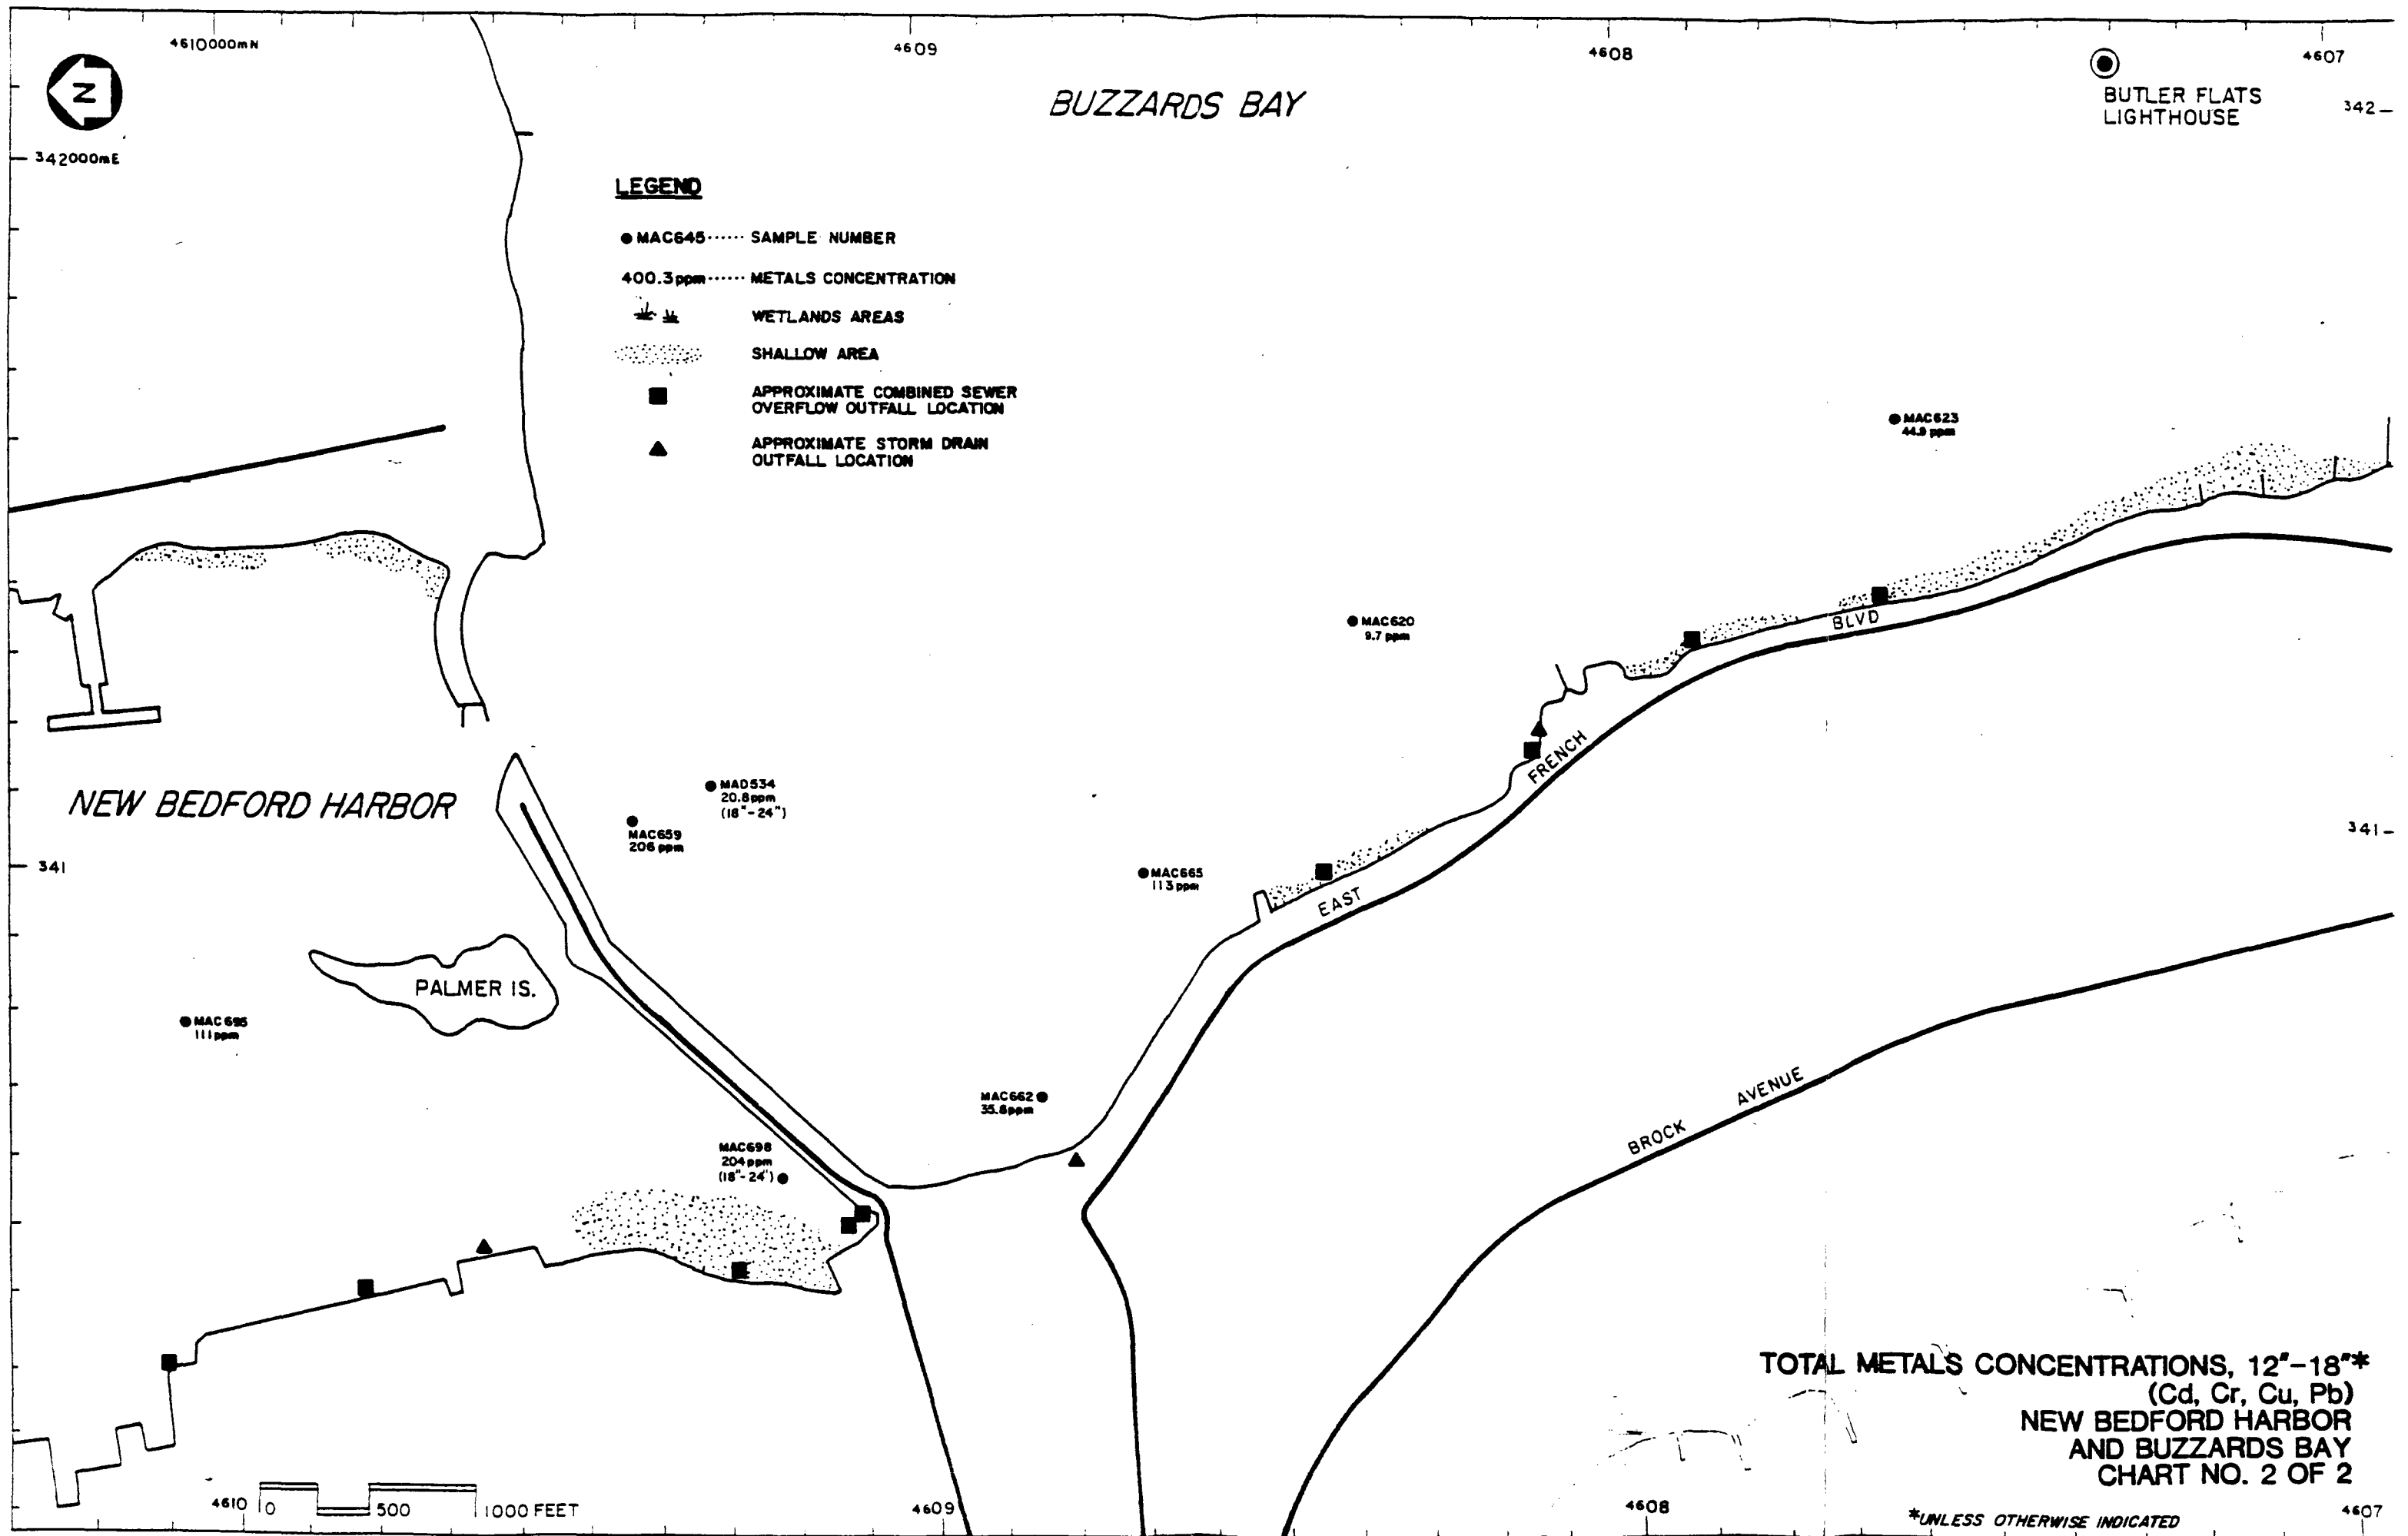 4610000mN
4609
4608
4607
N
BUZZARDS BAY
BUTLER FLATS
LIGHTHOUSE
342
342000mE
LEGEND
MAC645 ······ SAMPLE NUMBER
400.3ppm ······ METALS CONCENTRATION
WETLANDS AREAS
SHALLOW AREA
APPROXIMATE COMBINED SEWER
OVERFLOW OUTFALL LOCATION
APPROXIMATE STORM DRAIN
OUTFALL LOCATION
MAC623
44.9 ppm
MAC620
9.7 ppm
BLVD
FRENCH
EAST
NEW BEDFORD HARBOR
MAD534
20.8ppm
(18"-24")
MAC659
206 ppm
341
341
MAC665
113 ppm
PALMER IS.
MAC695
111 ppm
MAC662
35.8ppm
BROCK AVENUE
MAC698
204 ppm
(18"-24")
TOTAL METALS CONCENTRATIONS, 12"-18"*
(Cd, Cr, Cu, Pb)
NEW BEDFORD HARBOR
AND BUZZARDS BAY
CHART NO. 2 OF 2
*UNLESS OTHERWISE INDICATED
4610
0 500 1000 FEET
4609
4608
4607